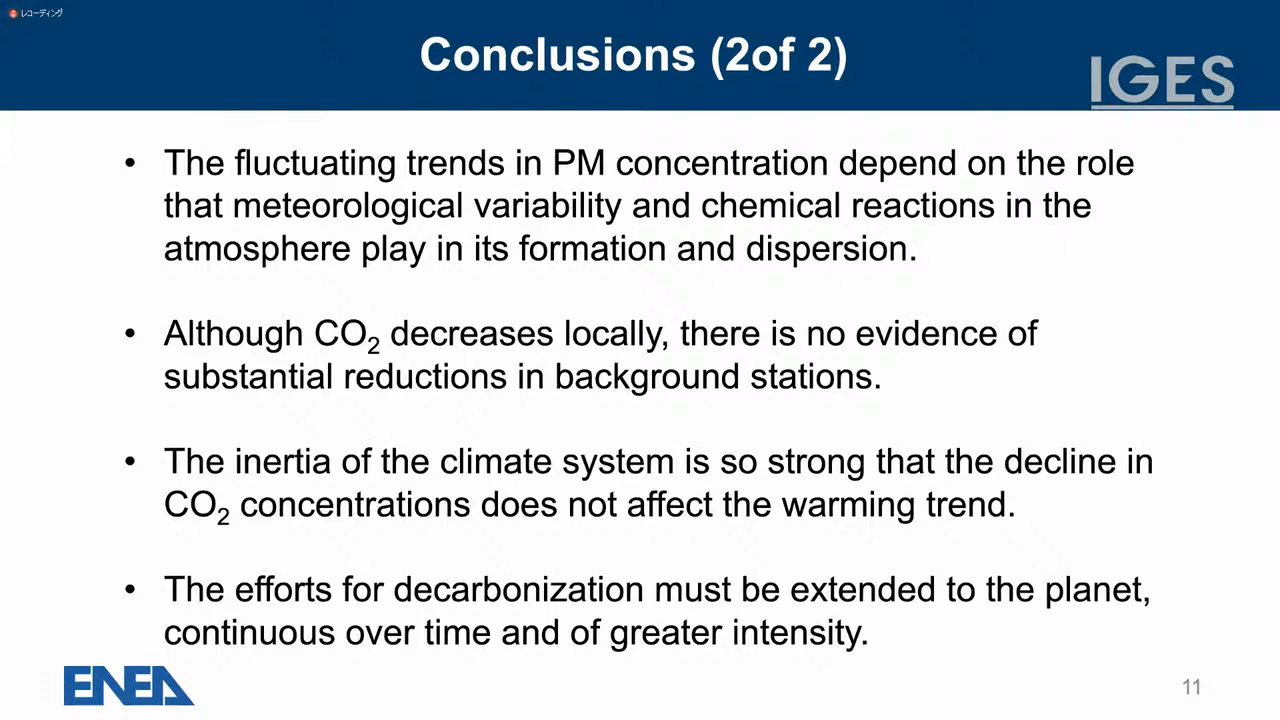 レコーディング
Conclusions (2of 2)
IGES
• The fluctuating trends in PM concentration depend on the role
that meteorological variability and chemical reactions in the
atmosphere play in its formation and dispersion.
• Although CO₂ decreases locally, there is no evidence of
substantial reductions in background stations.
• The inertia of the climate system is so strong that the decline in
CO₂ concentrations does not affect the warming trend.
• The efforts for decarbonization must be extended to the planet,
continuous over time and of greater intensity.
ENEA
11